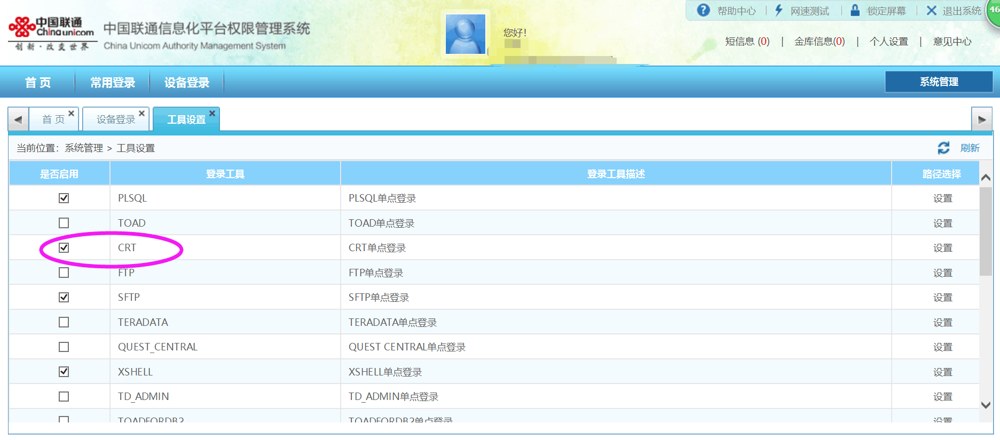 帮助中心 | 网速测试 | 锁定屏幕 | 退出系统
46
中国联通
China unicom
创新·改变世界
中国联通信息化平台权限管理系统
China Unicom Authority Management System
您好!
短信息 (0) | 金库信息(0) | 个人设置 | 意见中心
首 页 常用登录 设备登录 系统管理
首 页 设备登录 工具设置
当前位置: 系统管理 > 工具设置 刷新
是否启用 登录工具 登录工具描述 路径选择
PLSQL PLSQL单点登录 设置
TOAD TOAD单点登录 设置
CRT CRT单点登录 设置
FTP FTP单点登录 设置
SFTP SFTP单点登录 设置
TERADATA TERADATA单点登录 设置
QUEST_CENTRAL QUEST CENTRAL单点登录 设置
XSHELL XSHELL单点登录 设置
TD_ADMIN TD_ADMIN单点登录 设置
TOADFORDB2 TOADFORDB2单点登录 设置